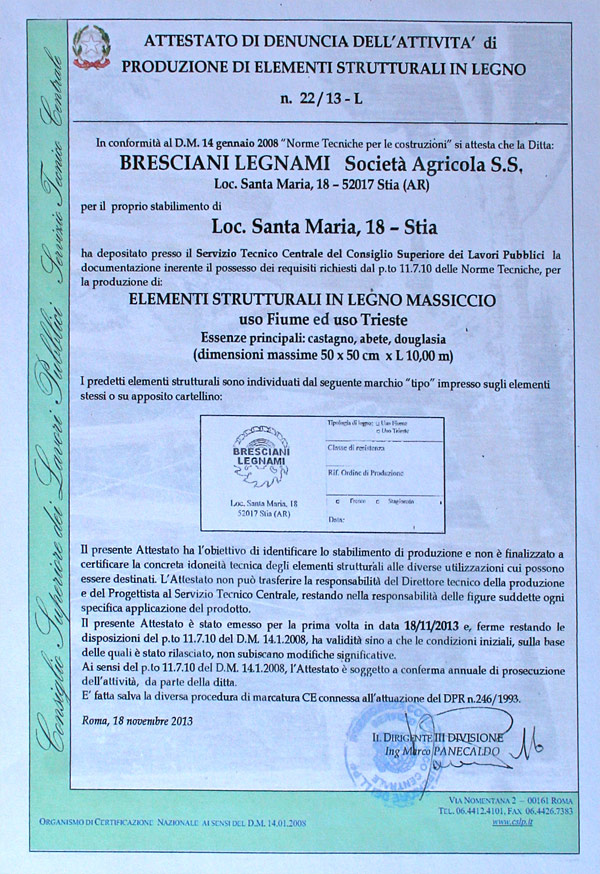 Consiglio Superiore dei Lavori Pubblici Servizio Tecnico Centrale
ATTESTATO DI DENUNCIA DELL'ATTIVITA' di
PRODUZIONE DI ELEMENTI STRUTTURALI IN LEGNO
n. 22/13 - L
In conformità al D.M. 14 gennaio 2008 "Norme Tecniche per le costruzioni" si attesta che la Ditta:
BRESCIANI LEGNAMI Società Agricola S.S.
Loc. Santa Maria, 18 – 52017 Stia (AR)
per il proprio stabilimento di
Loc. Santa Maria, 18 – Stia
ha depositato presso il Servizio Tecnico Centrale del Consiglio Superiore dei Lavori Pubblici la
documentazione inerente il possesso dei requisiti richiesti dal p.to 11.7.10 delle Norme Tecniche, per
la produzione di:
ELEMENTI STRUTTURALI IN LEGNO MASSICCIO
uso Fiume ed uso Trieste
Essenze principali: castagno, abete, douglasia
(dimensioni massime 50 x 50 cm x L 10,00 m)
I predetti elementi strutturali sono individuati dal seguente marchio "tipo" impresso sugli elementi
stessi o su apposito cartellino:
BRESCIANI
LEGNAMI
Loc. Santa Maria, 18
52017 Stia (AR)
Tipologia di legno: □ Uso Fiume
□ Uso Trieste
Classe di resistenza
Rif. Ordine di Produzione
□ Fresco □ Stagionato
Data:
Il presente Attestato ha l'obiettivo di identificare lo stabilimento di produzione e non è finalizzato a
certificare la concreta idoneità tecnica degli elementi strutturali alle diverse utilizzazioni cui possono
essere destinati. L'Attestato non può trasferire la responsabilità del Direttore tecnico della produzione
e del Progettista al Servizio Tecnico Centrale, restando nella responsabilità delle figure suddette ogni
specifica applicazione del prodotto.
Il presente Attestato è stato emesso per la prima volta in data 18/11/2013 e, ferme restando le
disposizioni del p.to 11.7.10 del D.M. 14.1.2008, ha validità sino a che le condizioni iniziali, sulla base
delle quali è stato rilasciato, non subiscano modifiche significative.
Ai sensi del p.to 11.7.10 del D.M. 14.1.2008, l'Attestato è soggetto a conferma annuale di prosecuzione
dell'attività, da parte della ditta.
E' fatta salva la diversa procedura di marcatura CE connessa all'attuazione del DPR n.246/1993.
Roma, 18 novembre 2013
IL DIRIGENTE III DIVISIONE
Ing Marco PANECALDO
VIA NOMENTANA 2 – 00161 ROMA
TEL. 06.4412.4101, FAX 06.4426.7383
www.cslp.it
ORGANISMO DI CERTIFICAZIONE NAZIONALE AI SENSI DEL D.M. 14.01.2008